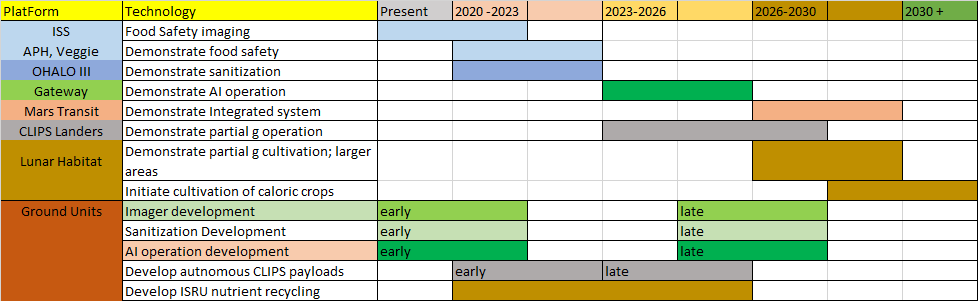 PlatForm Technology Present 2020 -2023 2023-2026 2026-2030 2030 +
ISS Food Safety imaging
APH, Veggie Demonstrate food safety
OHALO III Demonstrate sanitization
Gateway Demonstrate AI operation
Mars Transit Demonstrate Integrated system
CLIPS Landers Demonstrate partial g operation
Lunar Habitat Demonstrate partial g cultivation; larger
areas
Initiate cultivation of caloric crops
Ground Units Imager development early late
Sanitization Development early late
AI operation development early late
Develop autnomous CLIPS payloads early late
Develop ISRU nutrient recycling